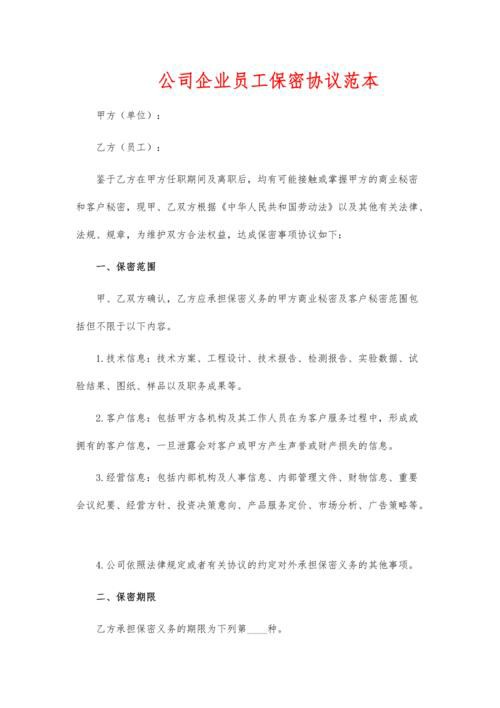 公司企业员工保密协议范本
甲方（单位）：
乙方（员工）：
鉴于乙方在甲方任职期间及离职后，均有可能接触或掌握甲方的商业秘密
和客户秘密，现甲、乙双方根据《中华人民共和国劳动法》以及其他有关法律、
法规、规章，为维护双方合法权益，达成保密事项协议如下：
一、保密范围
甲、乙双方确认，乙方应承担保密义务的甲方商业秘密及客户秘密范围包
括但不限于以下内容。
1.技术信息：技术方案、工程设计、技术报告、检测报告、实验数据、试
验结果、图纸、样品以及职务成果等。
2.客户信息：包括甲方各机构及其工作人员在为客户服务过程中，形成或
拥有的客户信息，一旦泄露会对客户或甲方产生声誉或财产损失的信息。
3.经营信息：包括内部机构及人事信息、内部管理文件、财物信息、重要
会议纪要、经营方针、投资决策意向、产品服务定价、市场分析、广告策略等。
4.公司依照法律规定或者有关协议的约定对外承担保密义务的其他事项。
二、保密期限
乙方承担保密义务的期限为下列第____种。